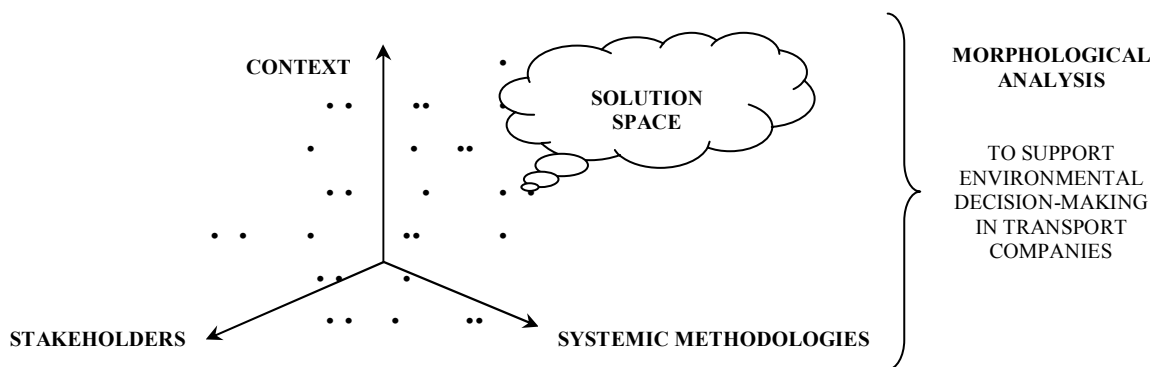 CONTEXT
SOLUTION
SPACE
STAKEHOLDERS
SYSTEMIC METHODOLOGIES
MORPHOLOGICAL
ANALYSIS
TO SUPPORT
ENVIRONMENTAL
DECISION-MAKING
IN TRANSPORT
COMPANIES